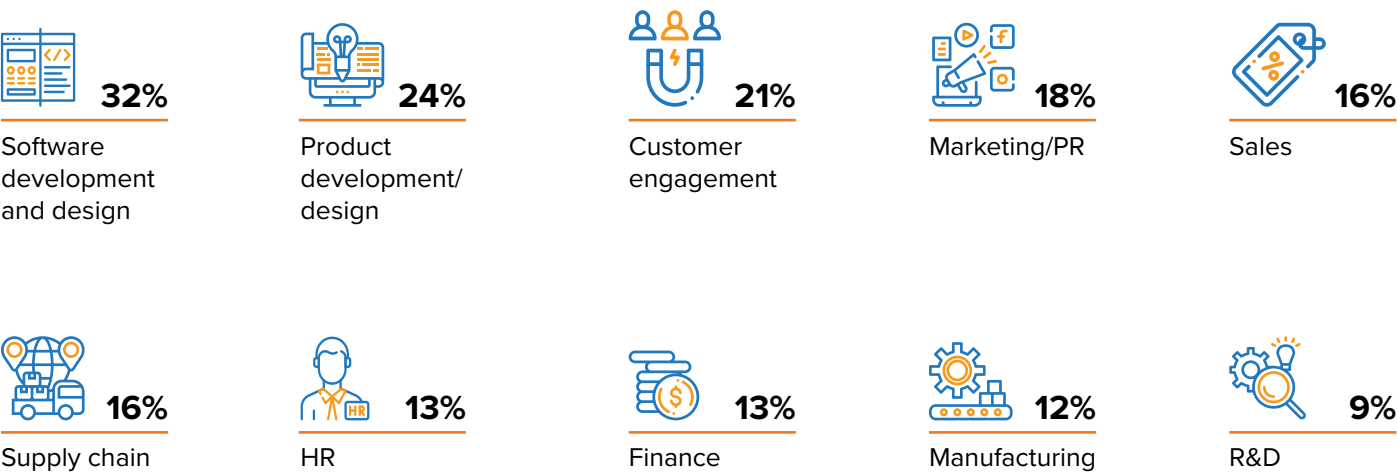 32%
Software
development
and design
24%
Product
development/
design
21%
Customer
engagement
18%
Marketing/PR
16%
Sales
16%
Supply chain
HR
13%
HR
13%
Finance
12%
Manufacturing
9%
R&D